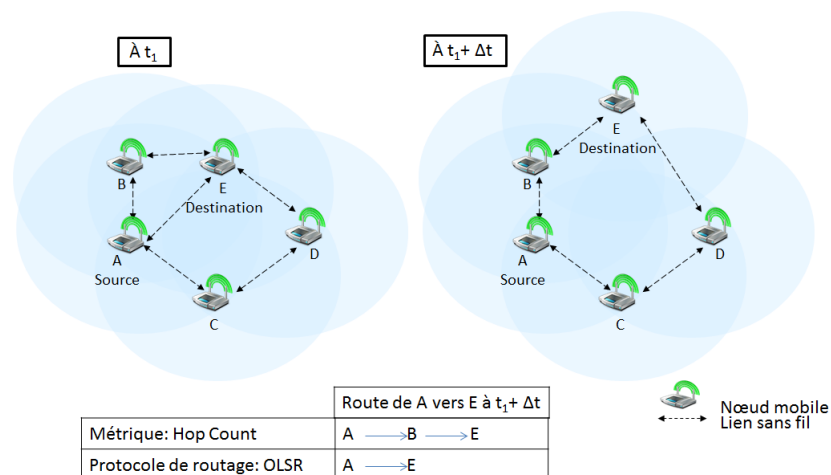 À t₁
À t₁+ Δt
B
E
Destination
A
Source
D
C
E
Destination
B
A
Source
D
C
Route de A vers E à t₁+ Δt
Métrique: Hop Count
A B E
Protocole de routage: OLSR
A E
Nœud mobile
Lien sans fil